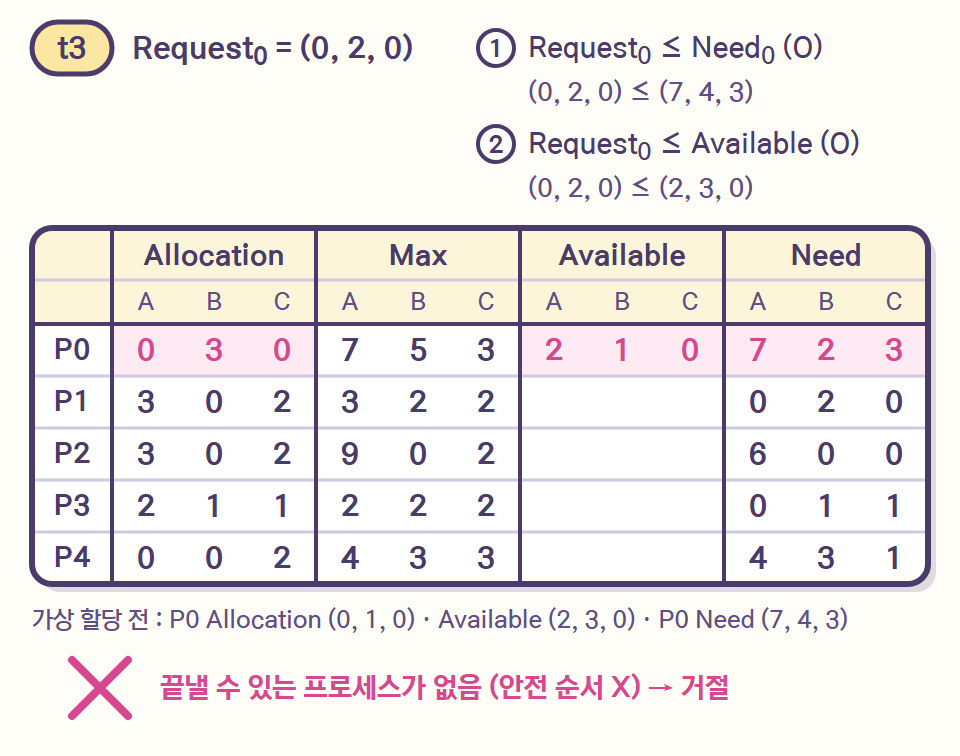 t3 Request0 = (0, 2, 0)
1 Request0 ≤ Need0 (O)
(0, 2, 0) ≤ (7, 4, 3)
2 Request0 ≤ Available (O)
(0, 2, 0) ≤ (2, 3, 0)
Allocation Max Available Need
A B C A B C A B C A B C
P0 0 3 0 7 5 3 2 1 0 7 2 3
P1 3 0 2 3 2 2 0 2 0
P2 3 0 2 9 0 2 6 0 0
P3 2 1 1 2 2 2 0 1 1
P4 0 0 2 4 3 3 4 3 1
가상 할당 전 : P0 Allocation (0, 1, 0) · Available (2, 3, 0) · P0 Need (7, 4, 3)
끝낼 수 있는 프로세스가 없음 (안전 순서 X) → 거절